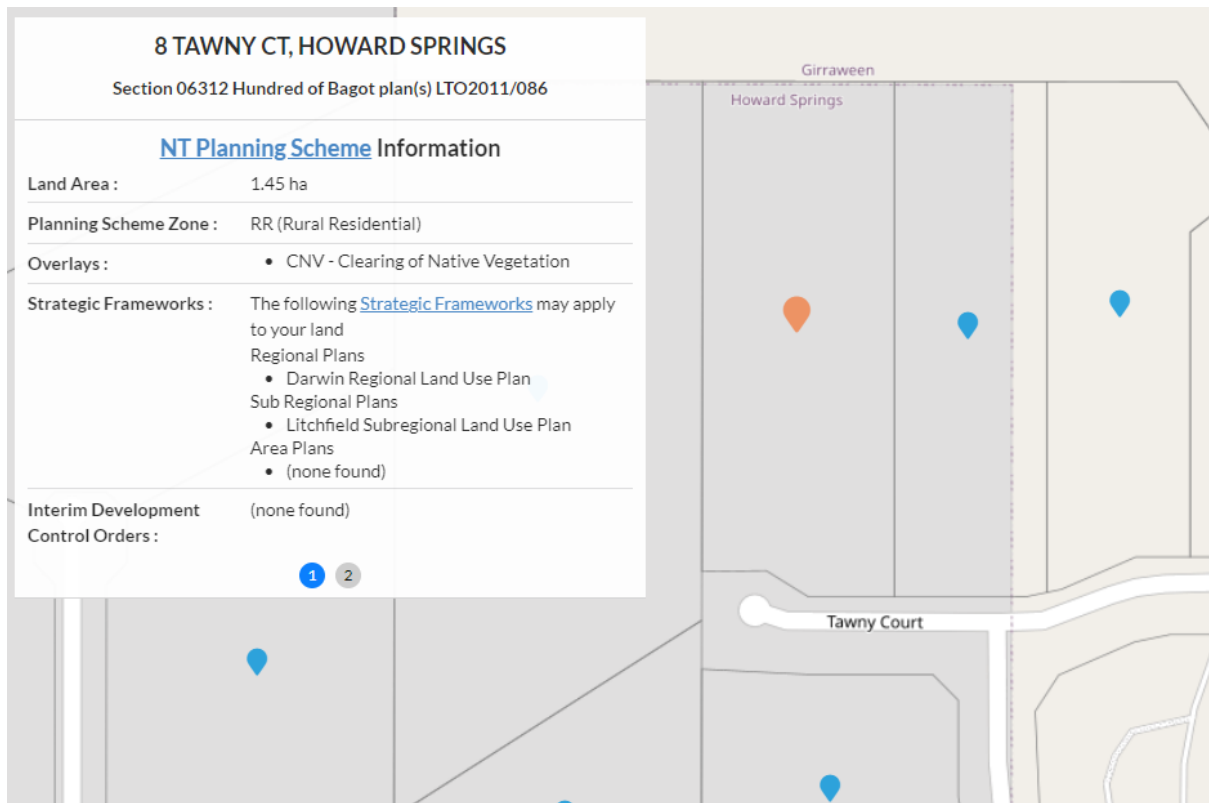 8 TAWNY CT, HOWARD SPRINGS
Section 06312 Hundred of Bagot plan(s) LTO2011/086
NT Planning Scheme Information
Land Area : 1.45 ha
Planning Scheme Zone : RR (Rural Residential)
Overlays : • CNV - Clearing of Native Vegetation
Strategic Frameworks : The following Strategic Frameworks may apply
to your land
Regional Plans
• Darwin Regional Land Use Plan
Sub Regional Plans
• Litchfield Subregional Land Use Plan
Area Plans
• (none found)
Interim Development (none found)
Control Orders :
1 2
Girraween
Howard Springs
Tawny Court